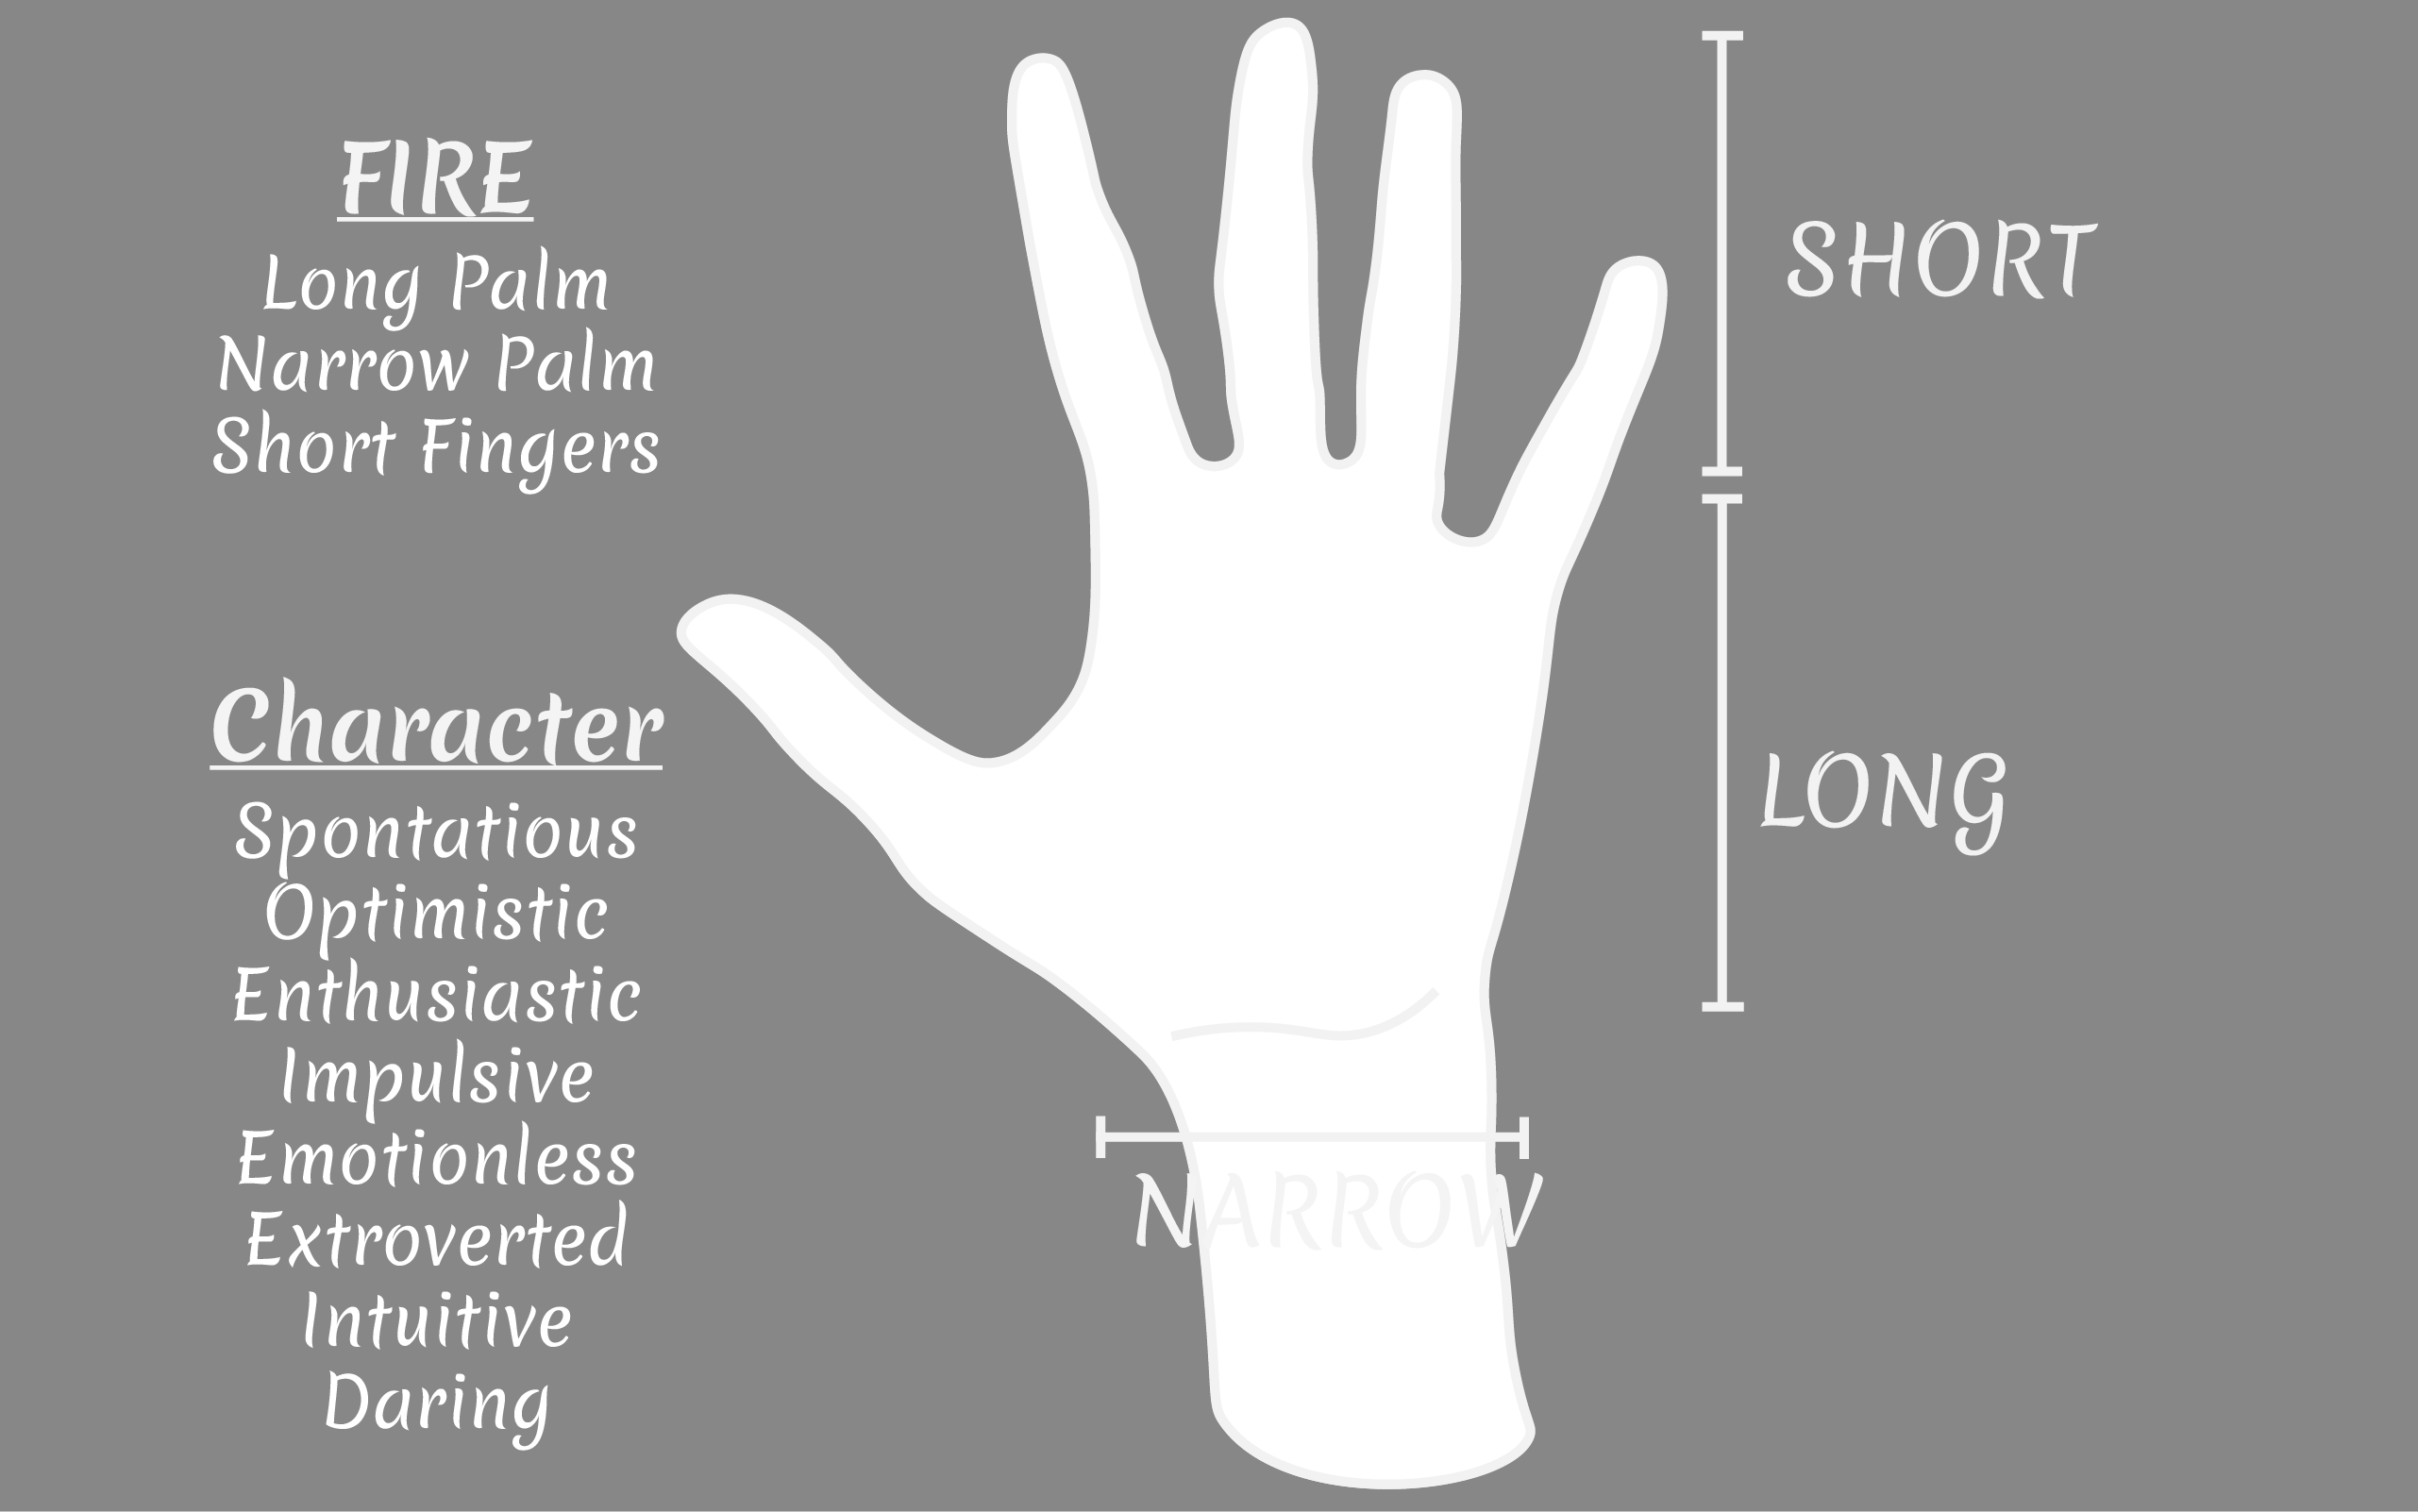 FIRE
Long Palm
Narrow Palm
Short Fingers
Character
Spontatious
Optimistic
Enthusiastic
Impulsive
Emotionless
Extroverted
Intuitive
Daring
SHORT
LONG
NARROW